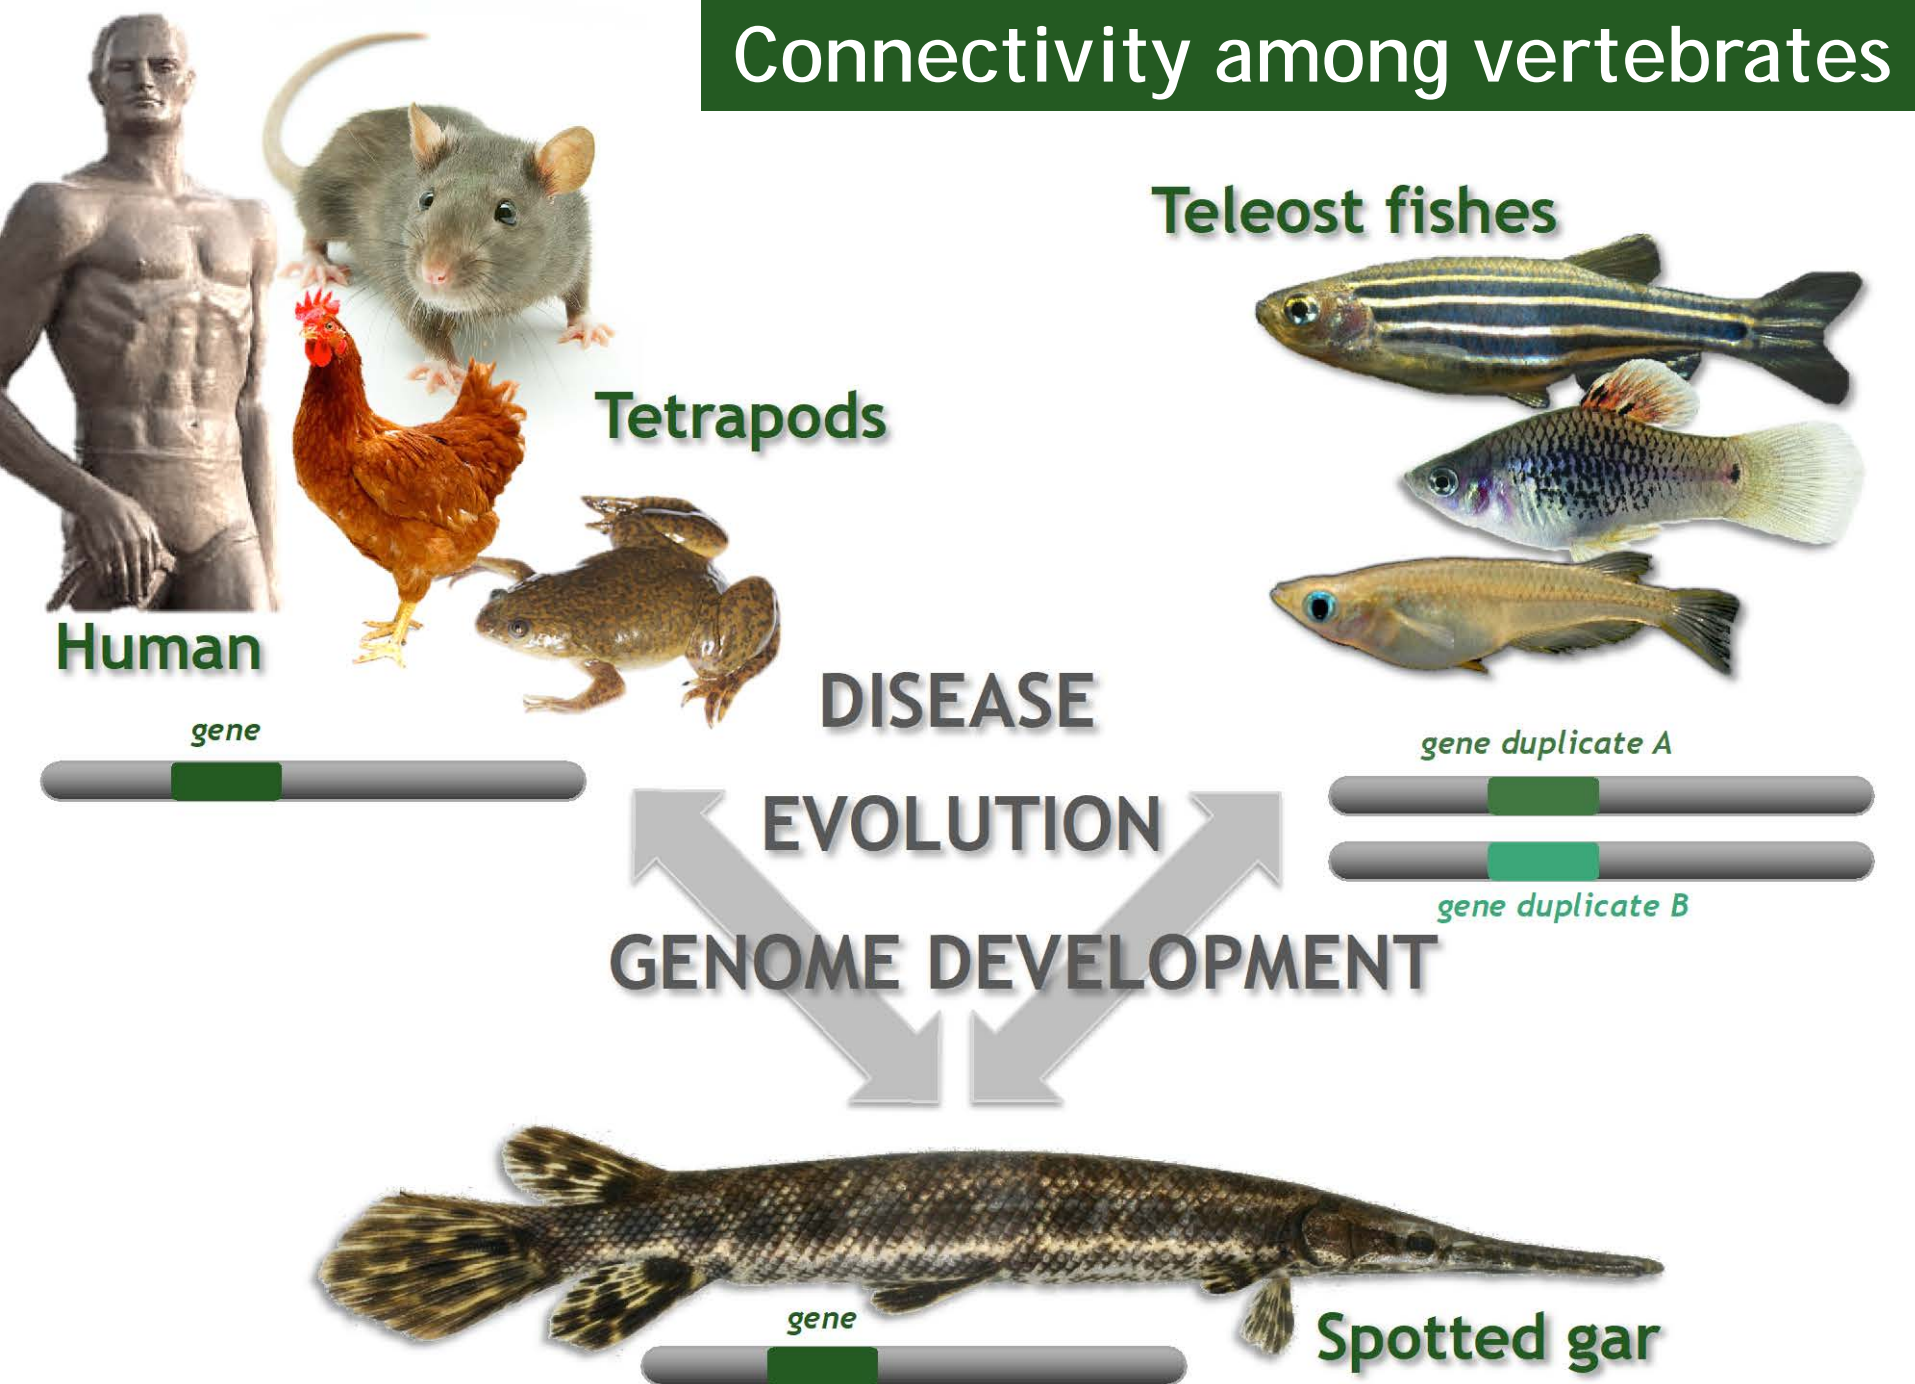 Connectivity among vertebrates
Teleost fishes
Tetrapods
Human
gene
DISEASE
EVOLUTION
GENOME DEVELOPMENT
gene duplicate A
gene duplicate B
gene
Spotted gar